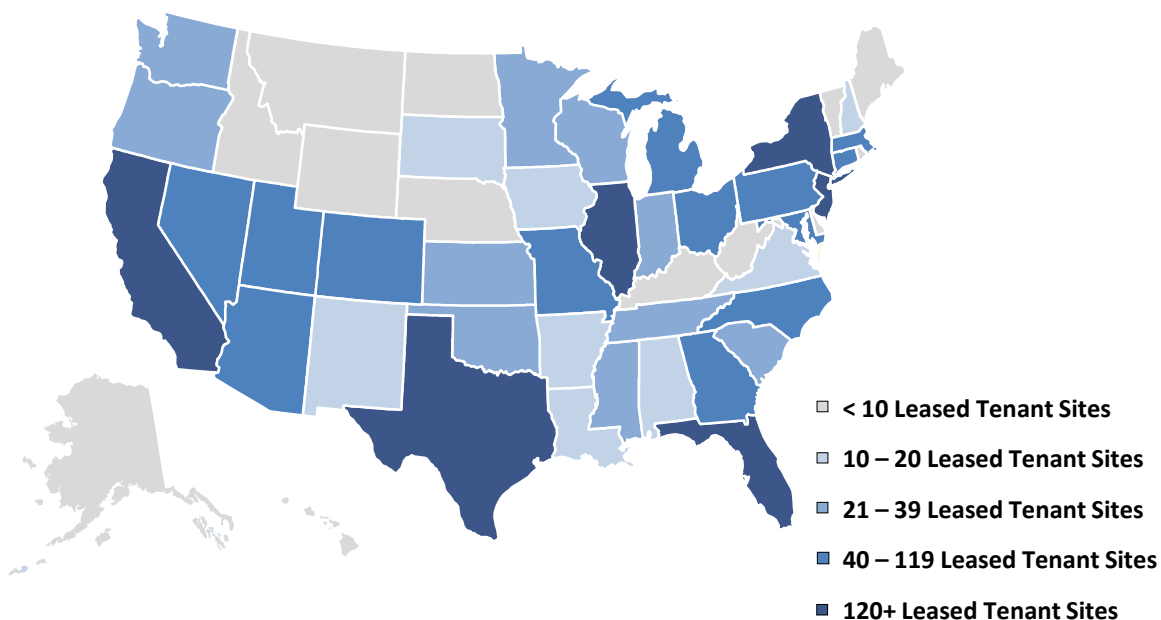 < 10 Leased Tenant Sites
10 – 20 Leased Tenant Sites
21 – 39 Leased Tenant Sites
40 – 119 Leased Tenant Sites
120+ Leased Tenant Sites